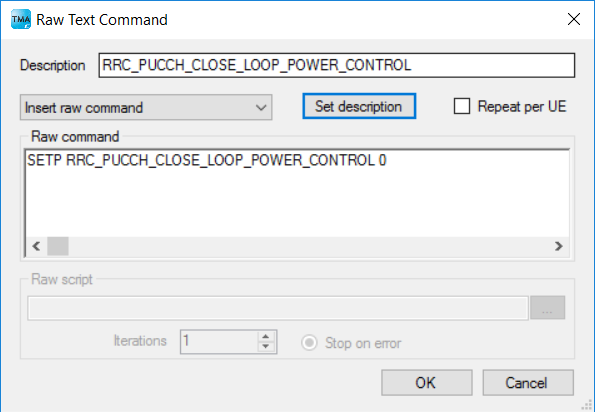 TMA Raw Text Command
Description RRC_PUCCH_CLOSE_LOOP_POWER_CONTROL
Insert raw command Set description Repeat per UE
Raw command
SETP RRC_PUCCH_CLOSE_LOOP_POWER_CONTROL 0
Raw script
...
Iterations 1 Stop on error
OK Cancel